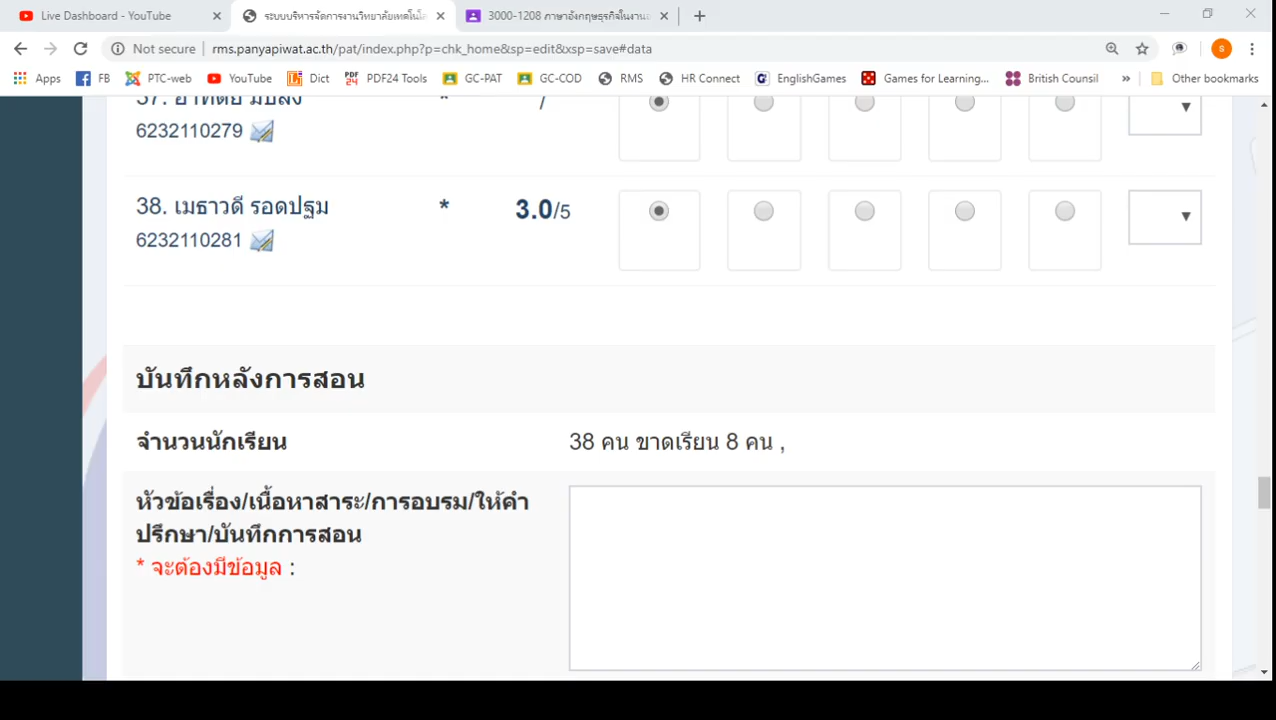 Live Dashboard - YouTube
ระบบบริหารจัดการงานวิทยาลัยเทคโนโล
3000-1208 ภาษาอังกฤษธุรกิจในงาน
Not secure
rms.panyapiwat.ac.th/pat/index.php?p=chk_home&sp=edit&xsp=save#data
S
Apps FB PTC-web YouTube Dict PDF24 Tools GC-PAT GC-COD RMS HR Connect EnglishGames Games for Learning... British Counsil » Other bookmarks
* /
6232110279
38. เมธาวดี รอดปฐม * 3.0/5
6232110281
บันทึกหลังการสอน
จำนวนนักเรียน 38 คน ขาดเรียน 8 คน ,
หัวข้อเรื่อง/เนื้อหาสาระ/การอบรม/ให้คำ
ปรึกษา/บันทึกการสอน
* จะต้องมีข้อมูล :